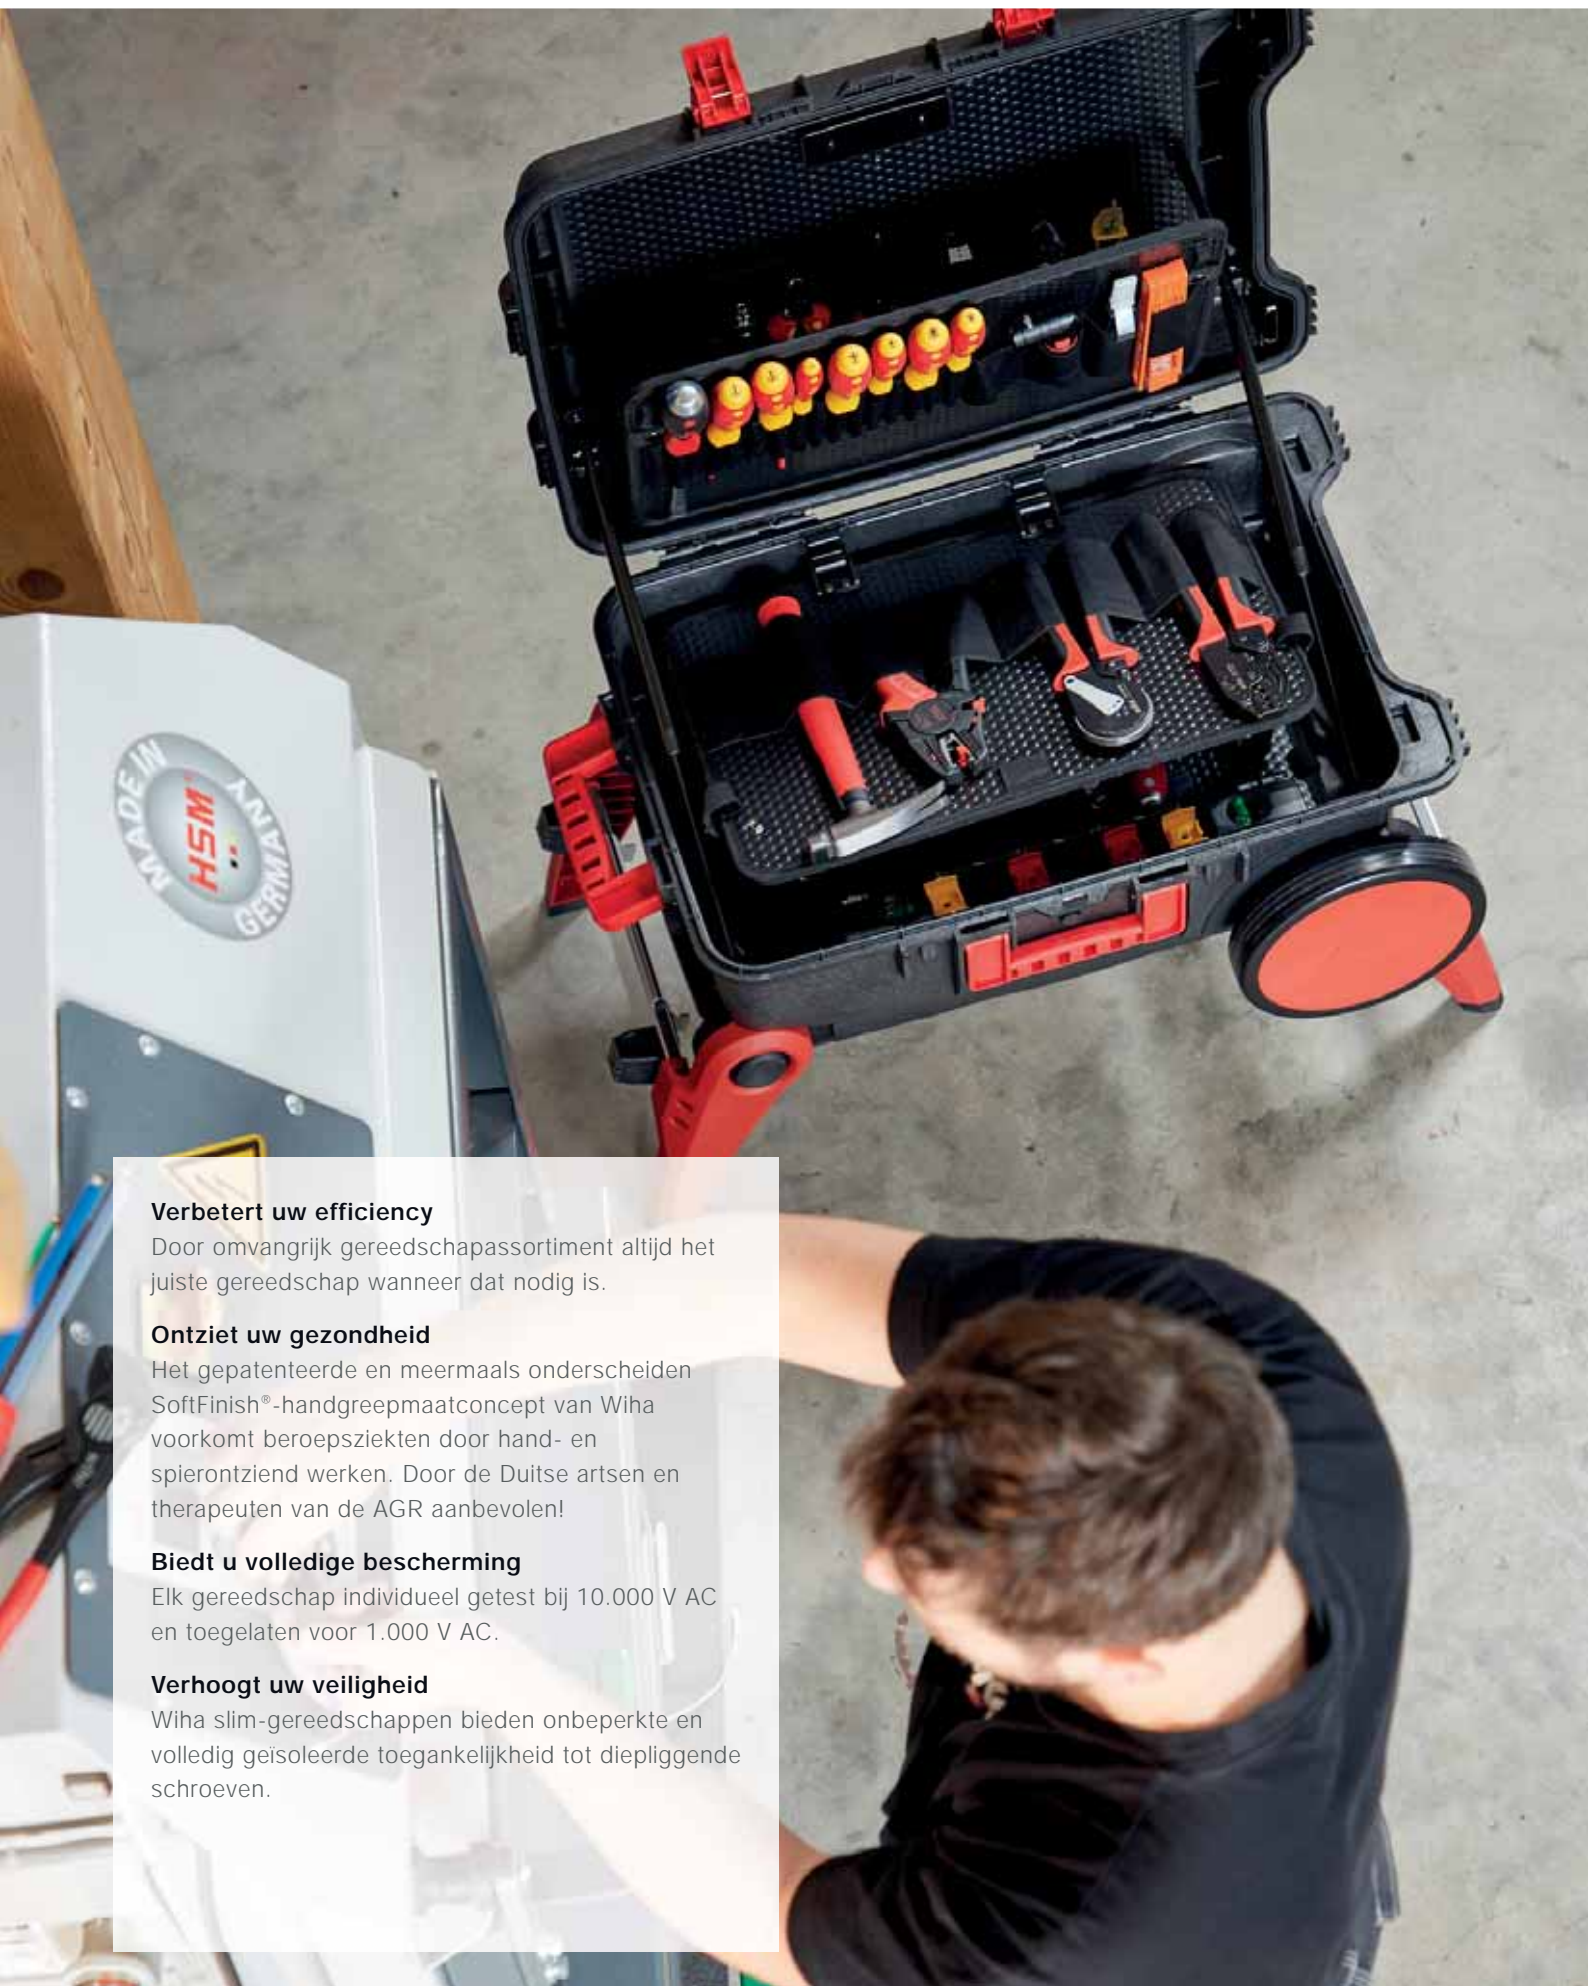 MADE IN
HSM
GERMANY
Verbetert uw efficiency
Door omvangrijk gereedschapassortiment altijd het
juiste gereedschap wanneer dat nodig is.
Ontziet uw gezondheid
Het gepatenteerde en meermaals onderscheiden
SoftFinish®-handgreepmaatconcept van Wiha
voorkomt beroepsziekten door hand- en
spierontziend werken. Door de Duitse artsen en
therapeuten van de AGR aanbevolen!
Biedt u volledige bescherming
Elk gereedschap individueel getest bij 10.000 V AC
en toegelaten voor 1.000 V AC.
Verhoogt uw veiligheid
Wiha slim-gereedschappen bieden onbeperkte en
volledig geïsoleerde toegankelijkheid tot diepliggende
schroeven.